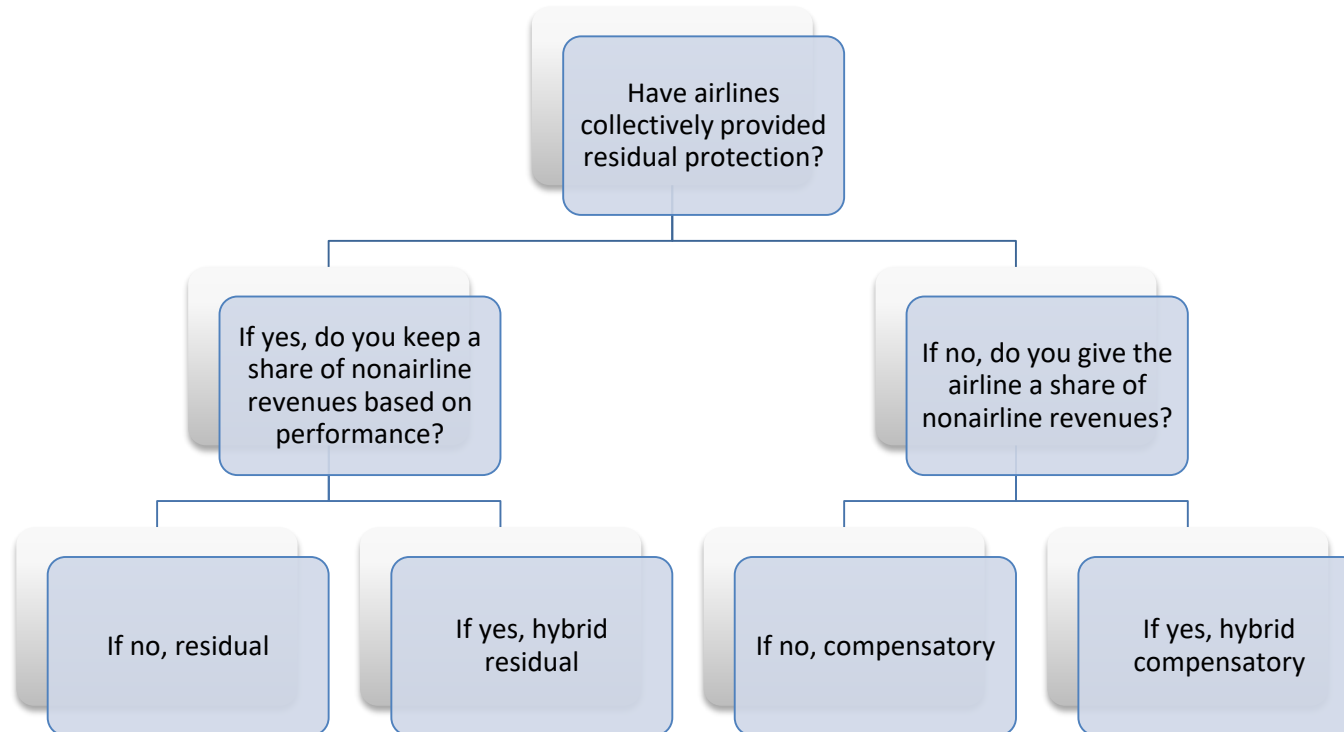 Have airlines
collectively provided
residual protection?
If yes, do you keep a
share of nonairline
revenues based on
performance?
If no, do you give the
airline a share of
nonairline revenues?
If no, residual
If yes, hybrid
residual
If no, compensatory
If yes, hybrid
compensatory